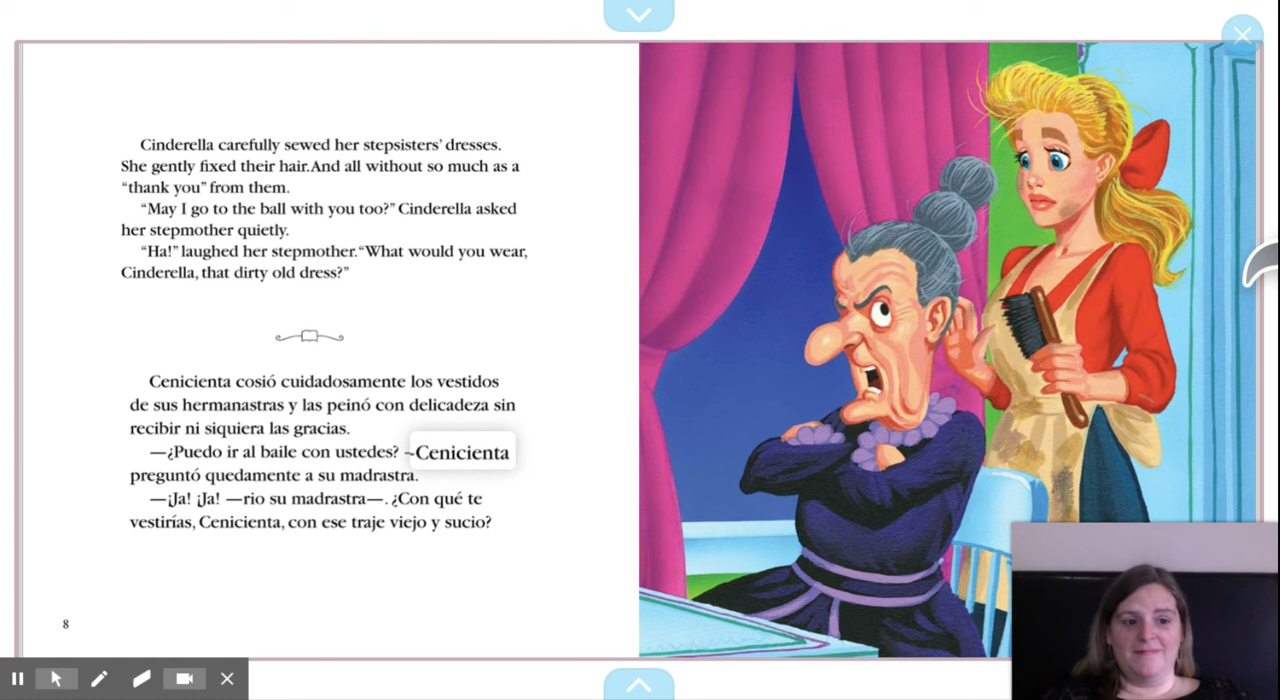 Cinderella carefully sewed her stepsisters’ dresses.
She gently fixed their hair. And all without so much as a
“thank you” from them.
“May I go to the ball with you too?” Cinderella asked
her stepmother quietly.
“Ha!” laughed her stepmother. “What would you wear,
Cinderella, that dirty old dress?”
Cenicienta cosió cuidadosamente los vestidos
de sus hermanastras y las peinó con delicadeza sin
recibir ni siquiera las gracias.
—¿Puedo ir al baile con ustedes? –Cenicienta
preguntó quedamente a su madrastra.
—¡Ja! ¡Ja! —rio su madrastra—. ¿Con qué te
vestirías, Cenicienta, con ese traje viejo y sucio?
8